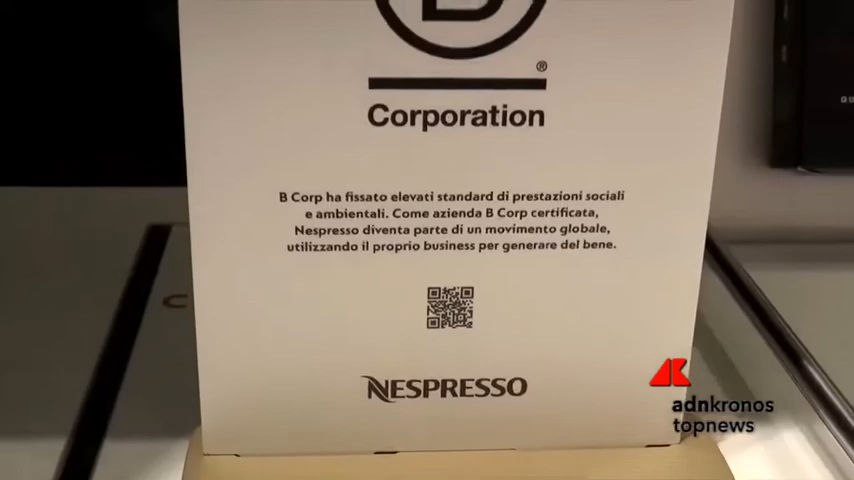 B
®
Corporation
B Corp ha fissato elevati standard di prestazioni sociali
e ambientali. Come azienda B Corp certificata,
Nespresso diventa parte di un movimento globale,
utilizzando il proprio business per generare del bene.
NESPRESSO
adnkronos
topnews